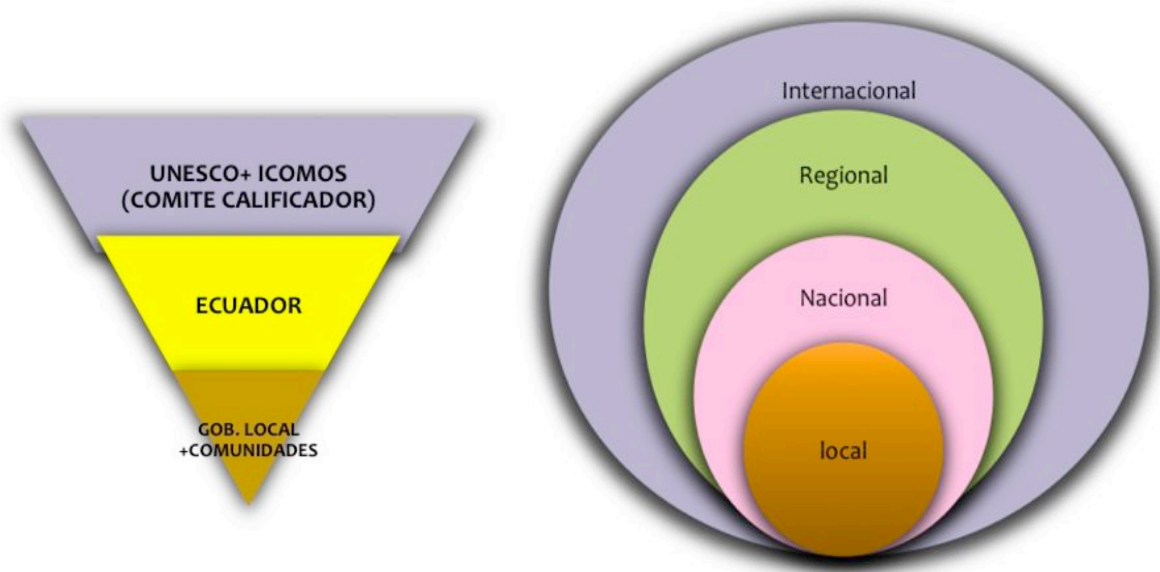 UNESCO+ ICOMOS
(COMITE CALIFICADOR)
ECUADOR
GOB. LOCAL
+COMUNIDADES
Internacional
Regional
Nacional
local